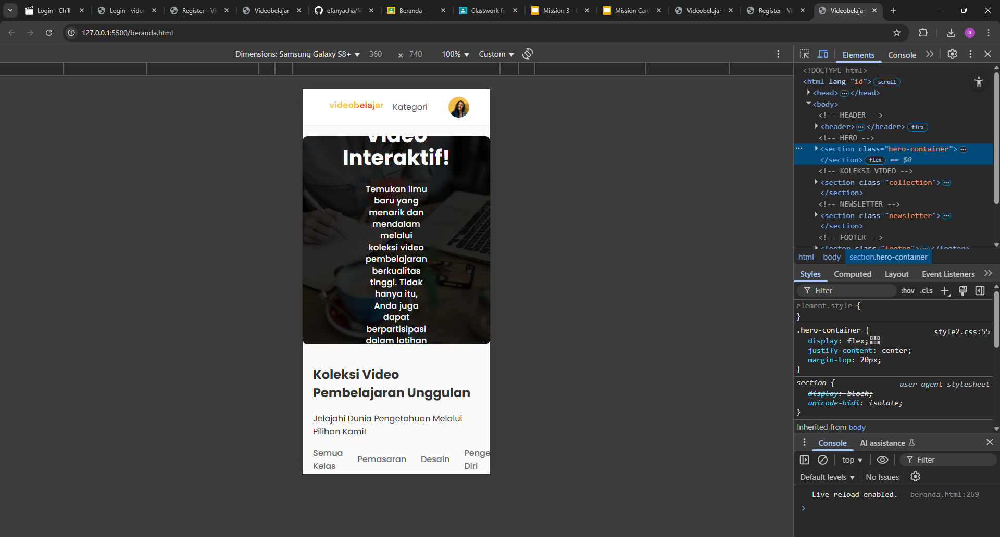 Login - Chill
Login - videc
Register - Vi
Videobelajar
efanyacha/M
Beranda
Classwork fo
Mission 3 - C
Mission Card
Videobelajar
Register - Vi
Videobelajar
127.0.0.1:5500/beranda.html
a
Dimensions: Samsung Galaxy S8+ ▼ 360 × 740 100% ▼ Custom ▼
videobelajar Kategori
Video
Interaktif!
Temukan ilmu
baru yang
menarik dan
mendalam
melalui
koleksi video
pembelajaran
berkualitas
tinggi. Tidak
hanya itu,
Anda juga
dapat
berpartisipasi
dalam latihan
Koleksi Video
Pembelajaran Unggulan
Jelajahi Dunia Pengetahuan Melalui
Pilihan Kami!
Semua
Kelas
Pemasaran
Desain
Penge
Diri
Elements Console
<!DOCTYPE html>
<html lang="id"> scroll
<head> ⋯ </head>
<body>
<!-- HEADER -->
<header> ⋯ </header> flex
<!-- HERO -->
<section class="hero-container"> ⋯
</section> flex == $0
<!-- KOLEKSI VIDEO -->
<section class="collection"> ⋯
</section>
<!-- NEWSLETTER -->
<section class="newsletter"> ⋯
</section>
<!-- FOOTER -->
<footer class="footer"> ⋯ </footer>
html body section.hero-container
Styles Computed Layout Event Listeners
Filter :hov .cls
element.style {
}
.hero-container { style2.css:55
display: flex;
justify-content: center;
margin-top: 20px;
}
section { user agent stylesheet
display: block;
unicode-bidi: isolate;
}
Inherited from body
Console AI assistance
top ▼ Filter
Default levels ▼ No Issues
Live reload enabled. beranda.html:269